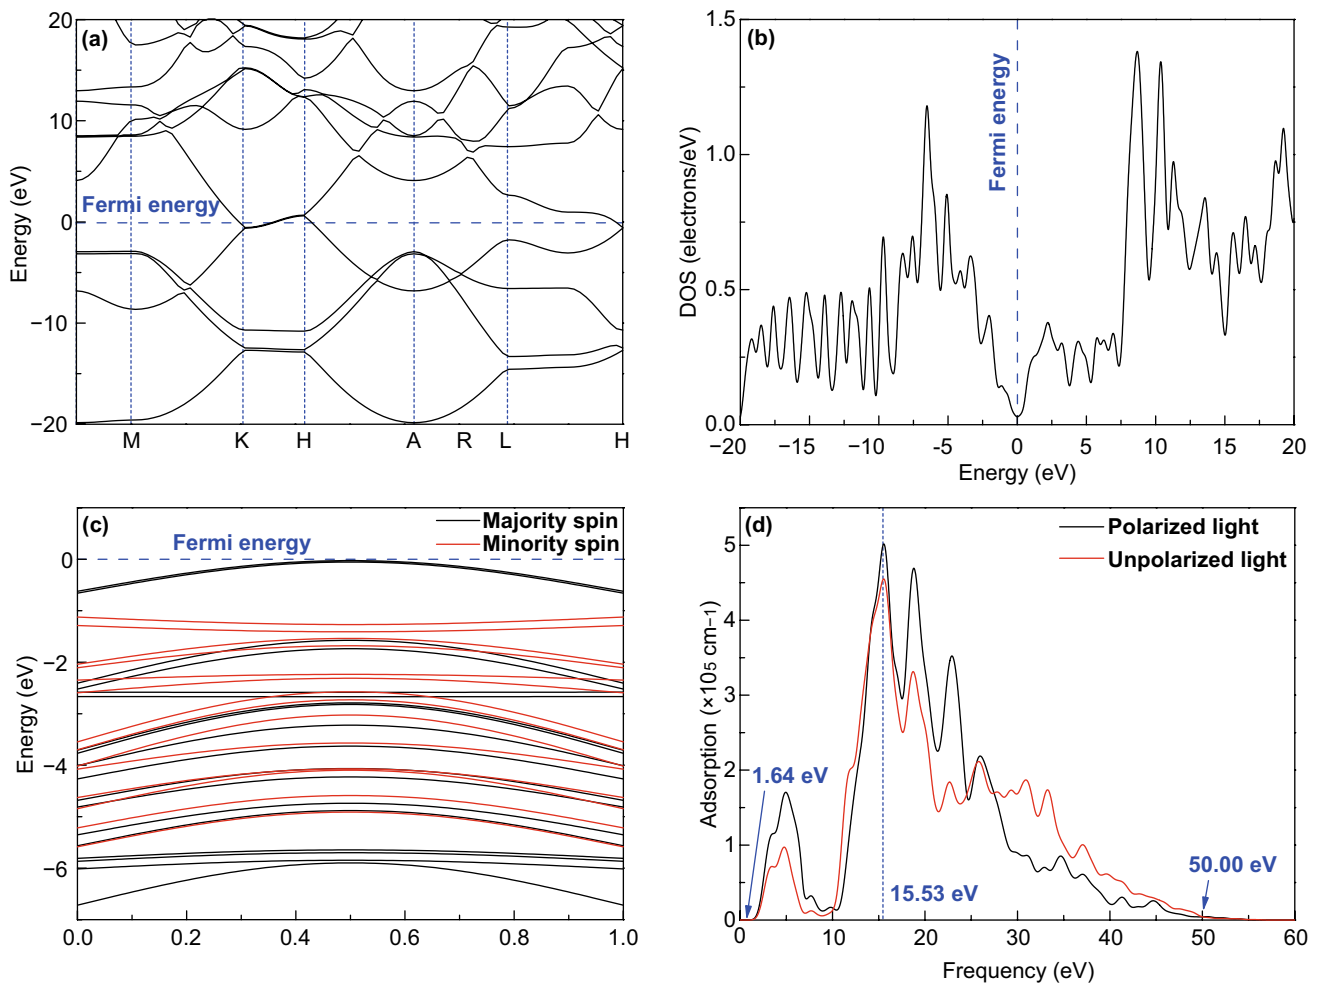 (a)
20
10
0
−10
−20
Energy (eV)
Fermi energy
M K H A R L H
(b)
1.5
1.0
0.5
0.0
DOS (electrons/eV)
Fermi energy
−20 −15 −10 -5 0 5 10 15 20
Energy (eV)
(c)
Majority spin
Minority spin
Fermi energy
0
−2
−4
−6
Energy (eV)
0.0 0.2 0.4 0.6 0.8 1.0
(d)
Polarized light
Unpolarized light
5
4
3
2
1
0
Adsorption (×105 cm−1)
1.64 eV
15.53 eV
50.00 eV
0 10 20 30 40 50 60
Frequency (eV)